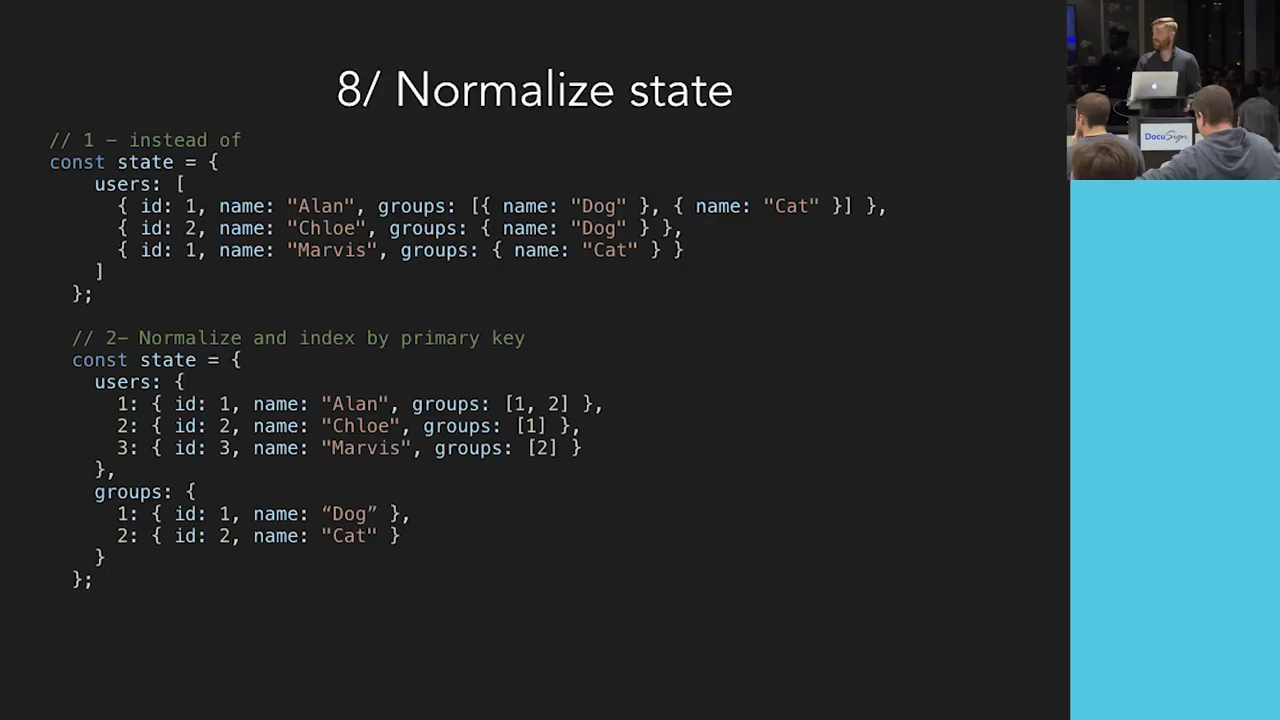 8/ Normalize state
// 1 - instead of
const state = {
users: [
{ id: 1, name: "Alan", groups: [{ name: "Dog" }, { name: "Cat" }] },
{ id: 2, name: "Chloe", groups: { name: "Dog" } },
{ id: 1, name: "Marvis", groups: { name: "Cat" } }
]
};
// 2- Normalize and index by primary key
const state = {
users: {
1: { id: 1, name: "Alan", groups: [1, 2] },
2: { id: 2, name: "Chloe", groups: [1] },
3: { id: 3, name: "Marvis", groups: [2] }
},
groups: {
1: { id: 1, name: “Dog” },
2: { id: 2, name: "Cat" }
}
};
DocuSign